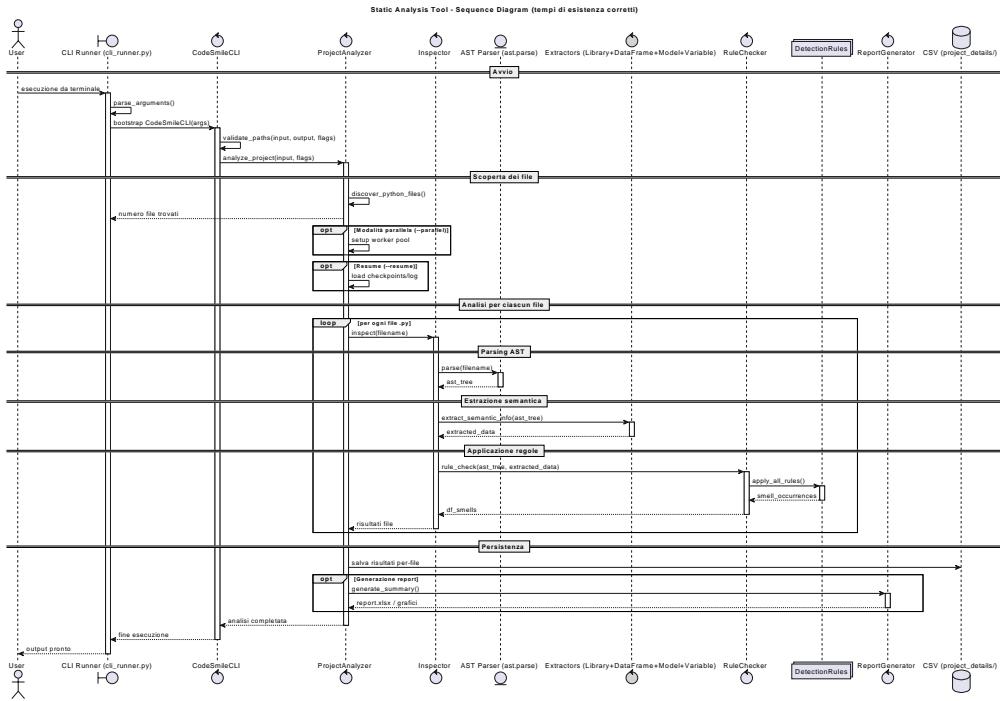 Static Analysis Tool - Sequence Diagram (tempi di esistenza corretti)
User CLI Runner (cli_runner.py) CodeSmileCLI ProjectAnalyzer Inspector AST Parser (ast.parse) Extractors (Library+DataFrame+Model+Variable) RuleChecker DetectionRules ReportGenerator CSV (project_details/)
Avvio
esecuzione da terminale
parse_arguments()
bootstrap CodeSmileCLI(args)
validate_paths(input, output, flags)
analyze_project(input, flags)
Scoperta dei file
discover_python_files()
numero file trovati
opt [Modalità parallela (--parallel)]
setup worker pool
opt [Resume (--resume)]
load checkpoints/log
Analisi per ciascun file
loop [per ogni file .py]
inspect(filename)
Parsing AST
parse(filename)
ast_tree
Estrazione semantica
extract_semantic_info(ast_tree)
extracted_data
Applicazione regole
rule_check(ast_tree, extracted_data)
apply_all_rules()
smell_occurrences
df_smells
risultati file
Persistenza
salva risultati per-file
opt [Generazione report]
generate_summary()
report.xlsx / grafici
analisi completata
fine esecuzione
output pronto
User CLI Runner (cli_runner.py) CodeSmileCLI ProjectAnalyzer Inspector AST Parser (ast.parse) Extractors (Library+DataFrame+Model+Variable) RuleChecker DetectionRules ReportGenerator CSV (project_details/)